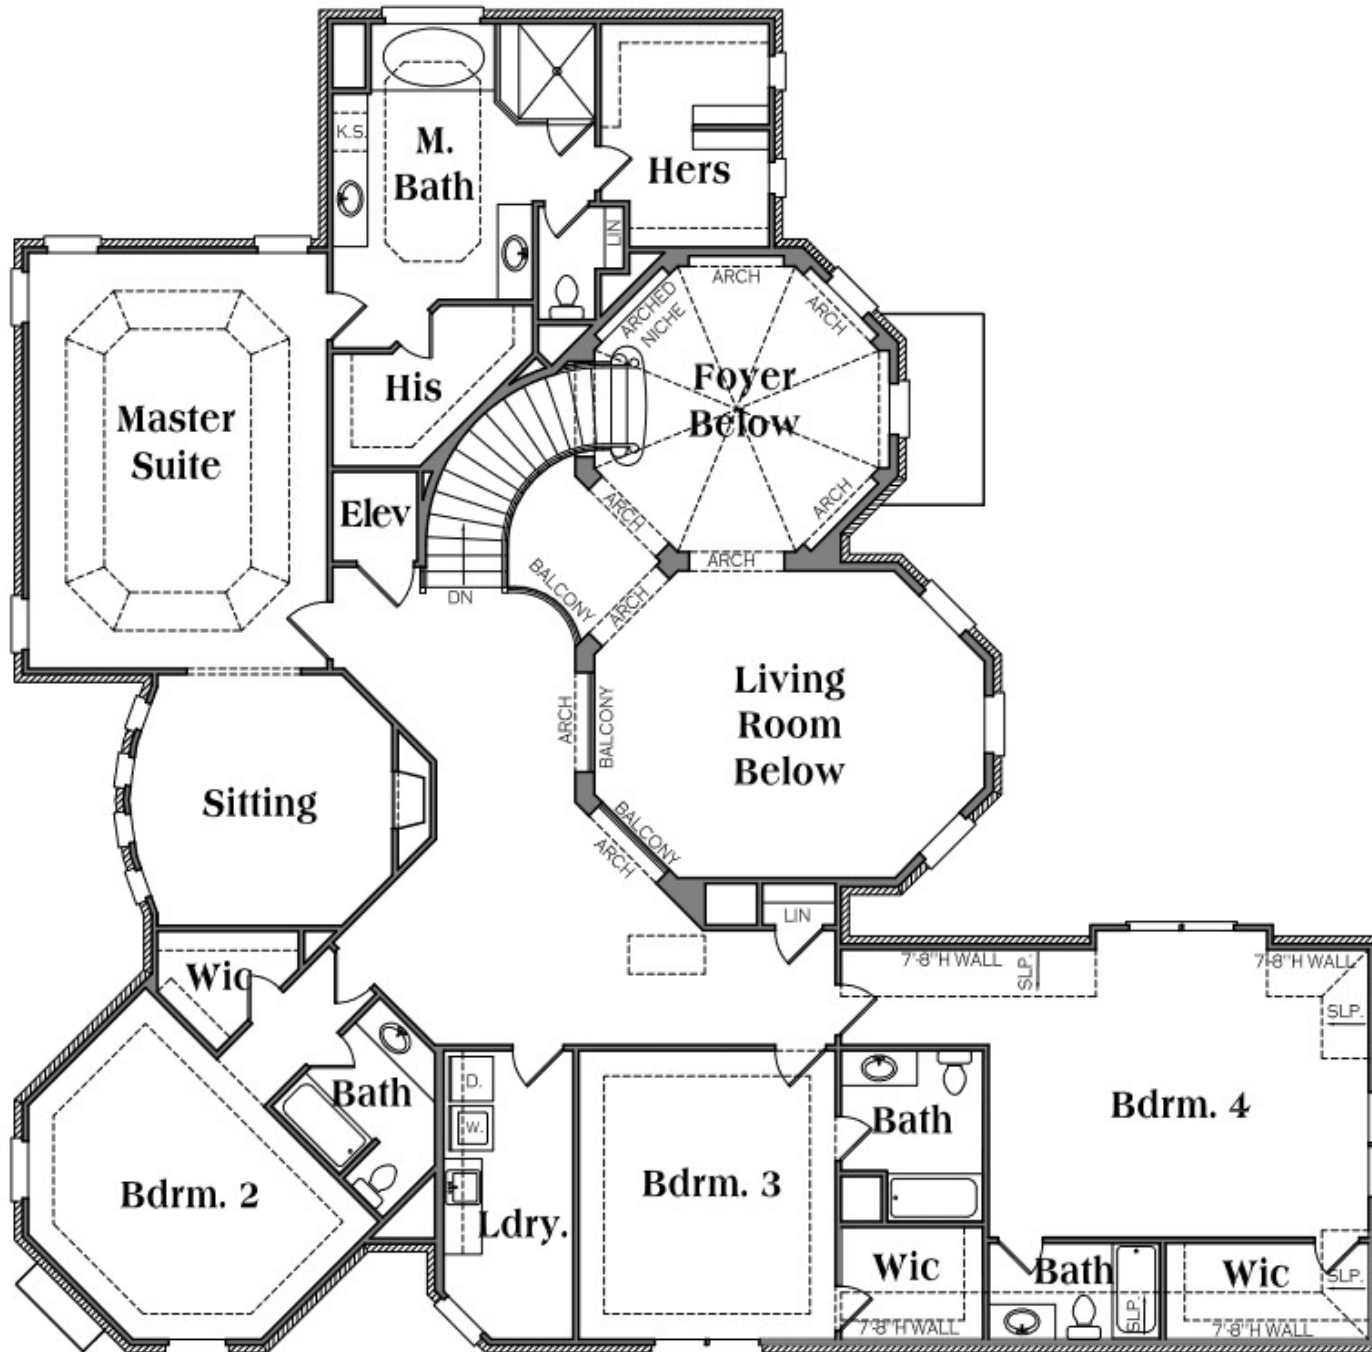 K.S.
M.
Bath
Hers
LIN
ARCH
ARCHED
NICHE
ARCH
Foyer
Below
His
Master
Suite
Elev
ARCH
ARCH
ARCH
BALCONY
ARCH
DN
Living
Room
Below
ARCH
BALCONY
Sitting
BALCONY
ARCH
LIN
Wic
7'-8"H WALL
SLP.
7'-8"H WALL
SLP.
D.
W.
Bath
Bath
Bdrm. 4
Bdrm. 2
Bdrm. 3
Ldry.
Wic
Bath
Wic
SLP.
SLP.
7'-8"H WALL
7'-8"H WALL